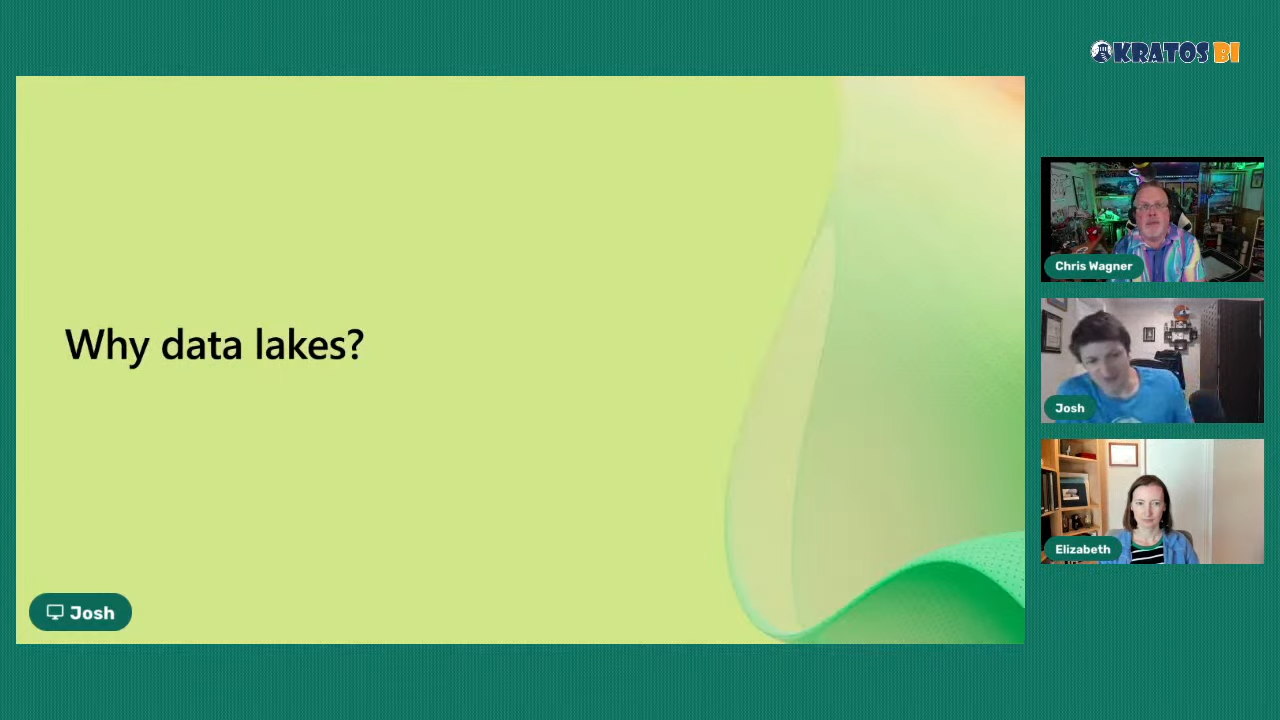 KRATOS BI
Why data lakes?
Josh
Chris Wagner
Josh
Elizabeth